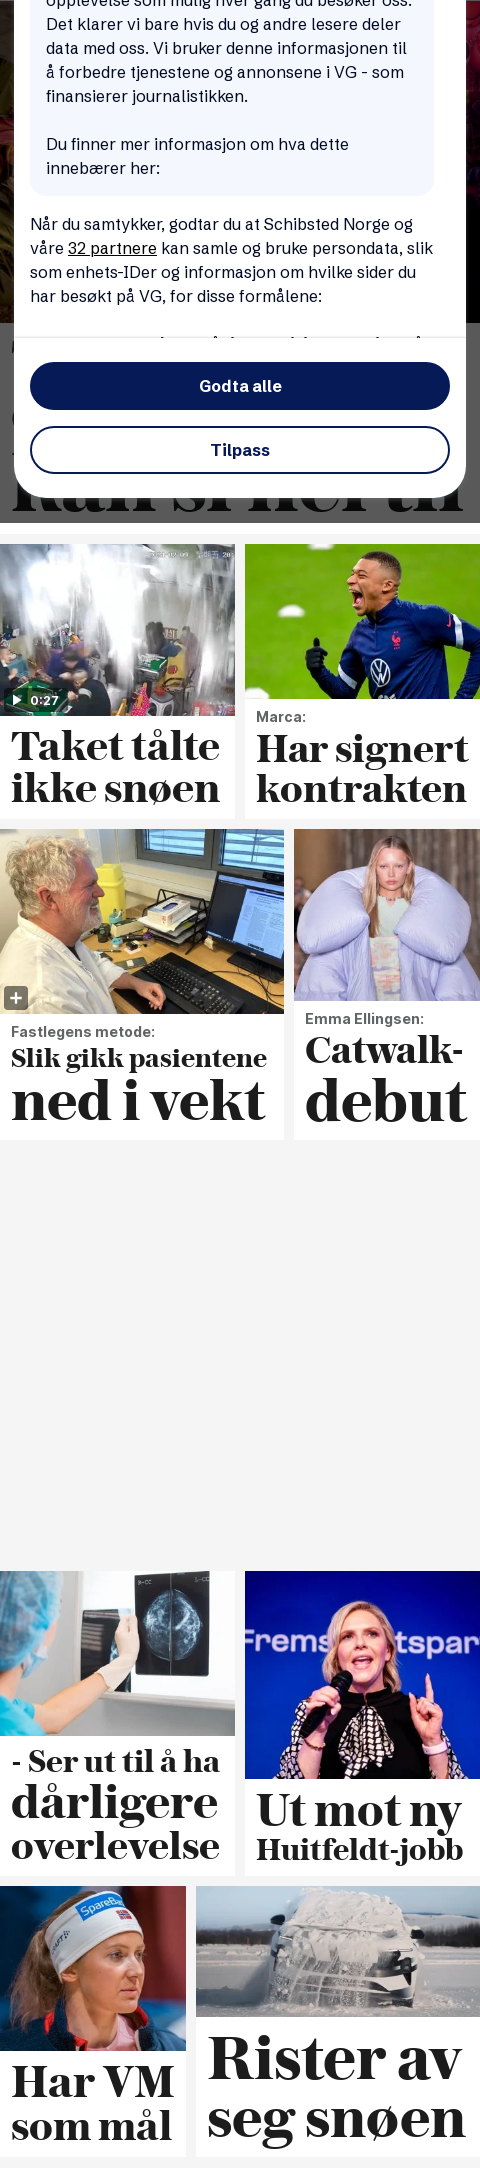 opplevelse som mulig hver gang du besøker oss.
Det klarer vi bare hvis du og andre lesere deler
data med oss. Vi bruker denne informasjonen til
å forbedre tjenestene og annonsene i VG - som
finansierer journalistikken.
Du finner mer informasjon om hva dette
innebærer her:
Når du samtykker, godtar du at Schibsted Norge og
våre 32 partnere kan samle og bruke persondata, slik
som enhets-IDer og informasjon om hvilke sider du
har besøkt på VG, for disse formålene:
Godta alle
Tilpass
0:27
Taket tålte
ikke snøen
Marca:
Har signert
kontrakten
Fastlegens metode:
Slik gikk pasientene
ned i vekt
Emma Ellingsen:
Catwalk-
debut
- Ser ut til å ha
dårligere
overlevelse
Ut mot ny
Huitfeldt-jobb
SpareBa
Har VM
som mål
Rister av
seg snøen